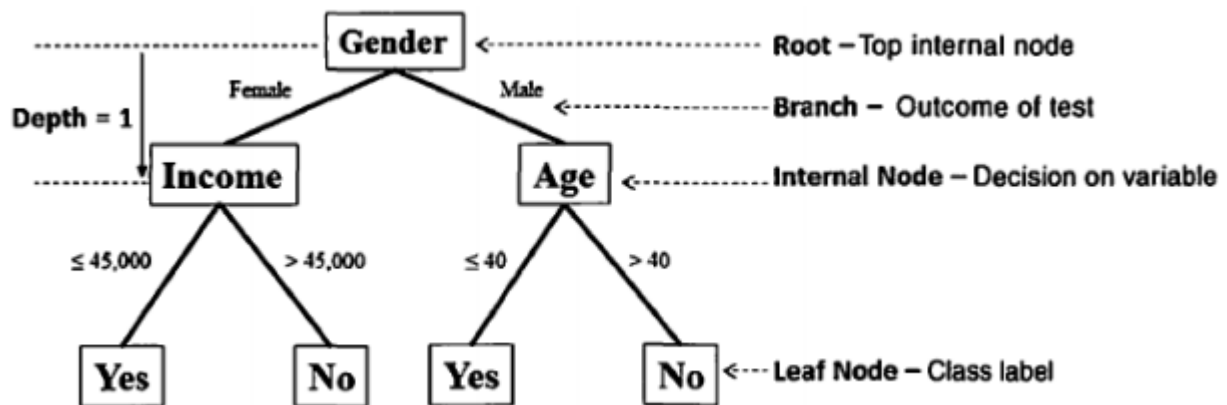 Gender
Root – Top internal node
Female
Male
Branch – Outcome of test
Depth = 1
Income
Age
Internal Node – Decision on variable
≤ 45,000
> 45,000
≤ 40
> 40
Yes
No
Yes
No
Leaf Node – Class label